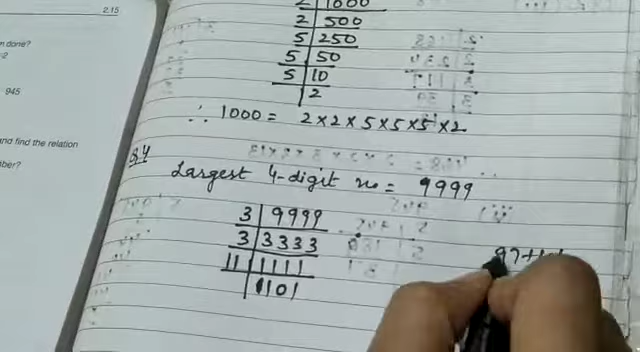 2.15
n done?
-2
945
and find the relation
ber?
2 | 1000
2 | 500
5 | 250
5 | 50
5 | 10
2
∴ 1000 = 2×2×5×5×5×2
Q.4
Largest 4-digit no = 9999
3 | 9999
3 | 3333
11 | 1111
1101